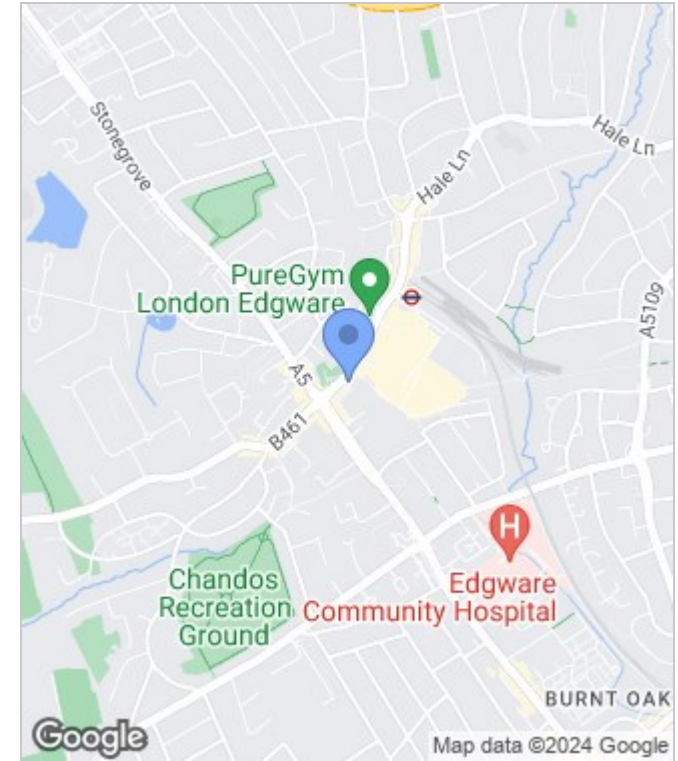 Stonegrove
Hale Ln
Hale Ln
PureGym
London Edgware
A5109
A5
B461
H
Chandos
Recreation
Ground
Edgware
Community Hospital
BURNT OAK
Google
Map data ©2024 Google